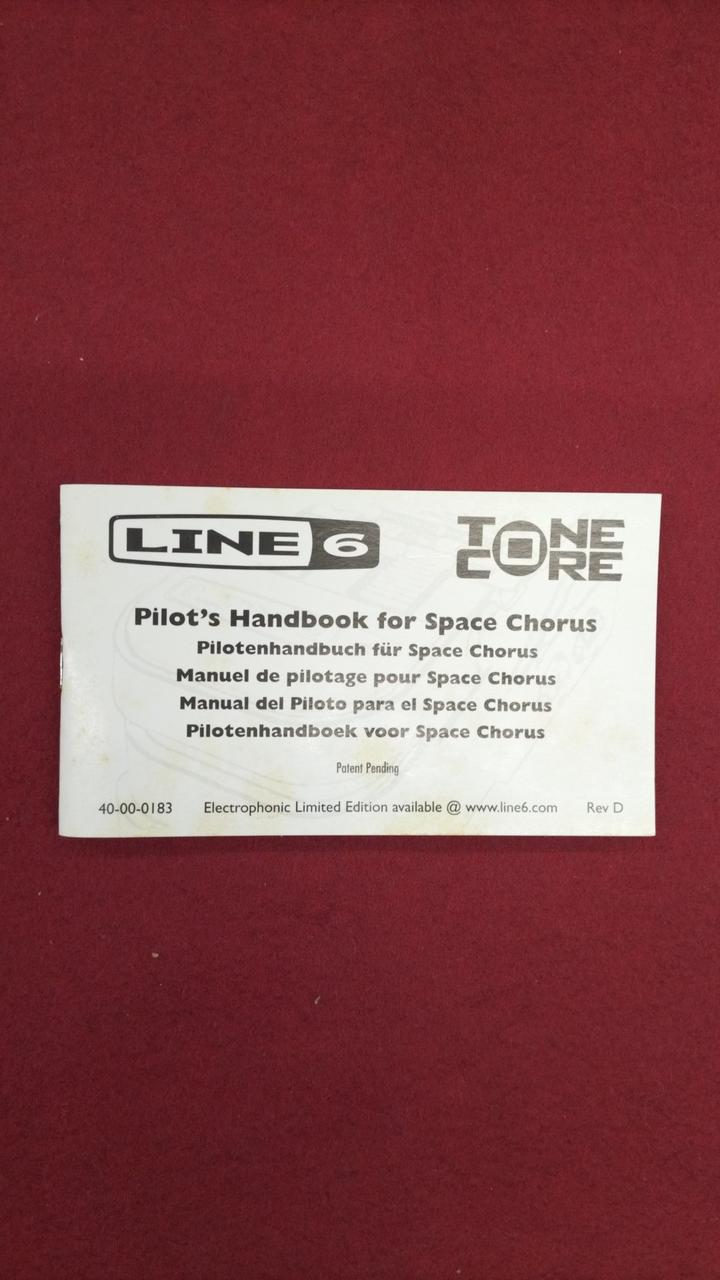 LINE 6
TONE CORE
Pilot's Handbook for Space Chorus
Pilotenhandbuch für Space Chorus
Manuel de pilotage pour Space Chorus
Manual del Piloto para el Space Chorus
Pilotenhandboek voor Space Chorus
Patent Pending
40-00-0183 Electrophonic Limited Edition available @ www.line6.com Rev D